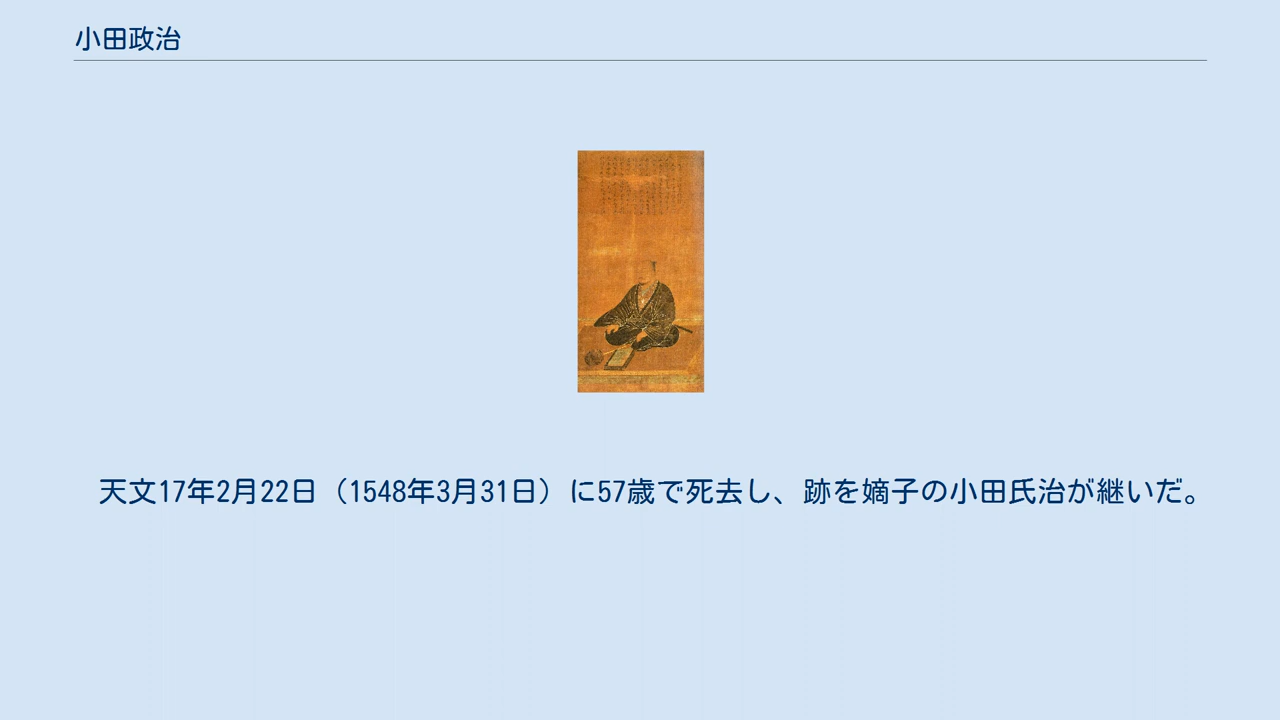 小田政治
天文17年2月22日（1548年3月31日）に57歳で死去し、跡を嫡子の小田氏治が継いだ。